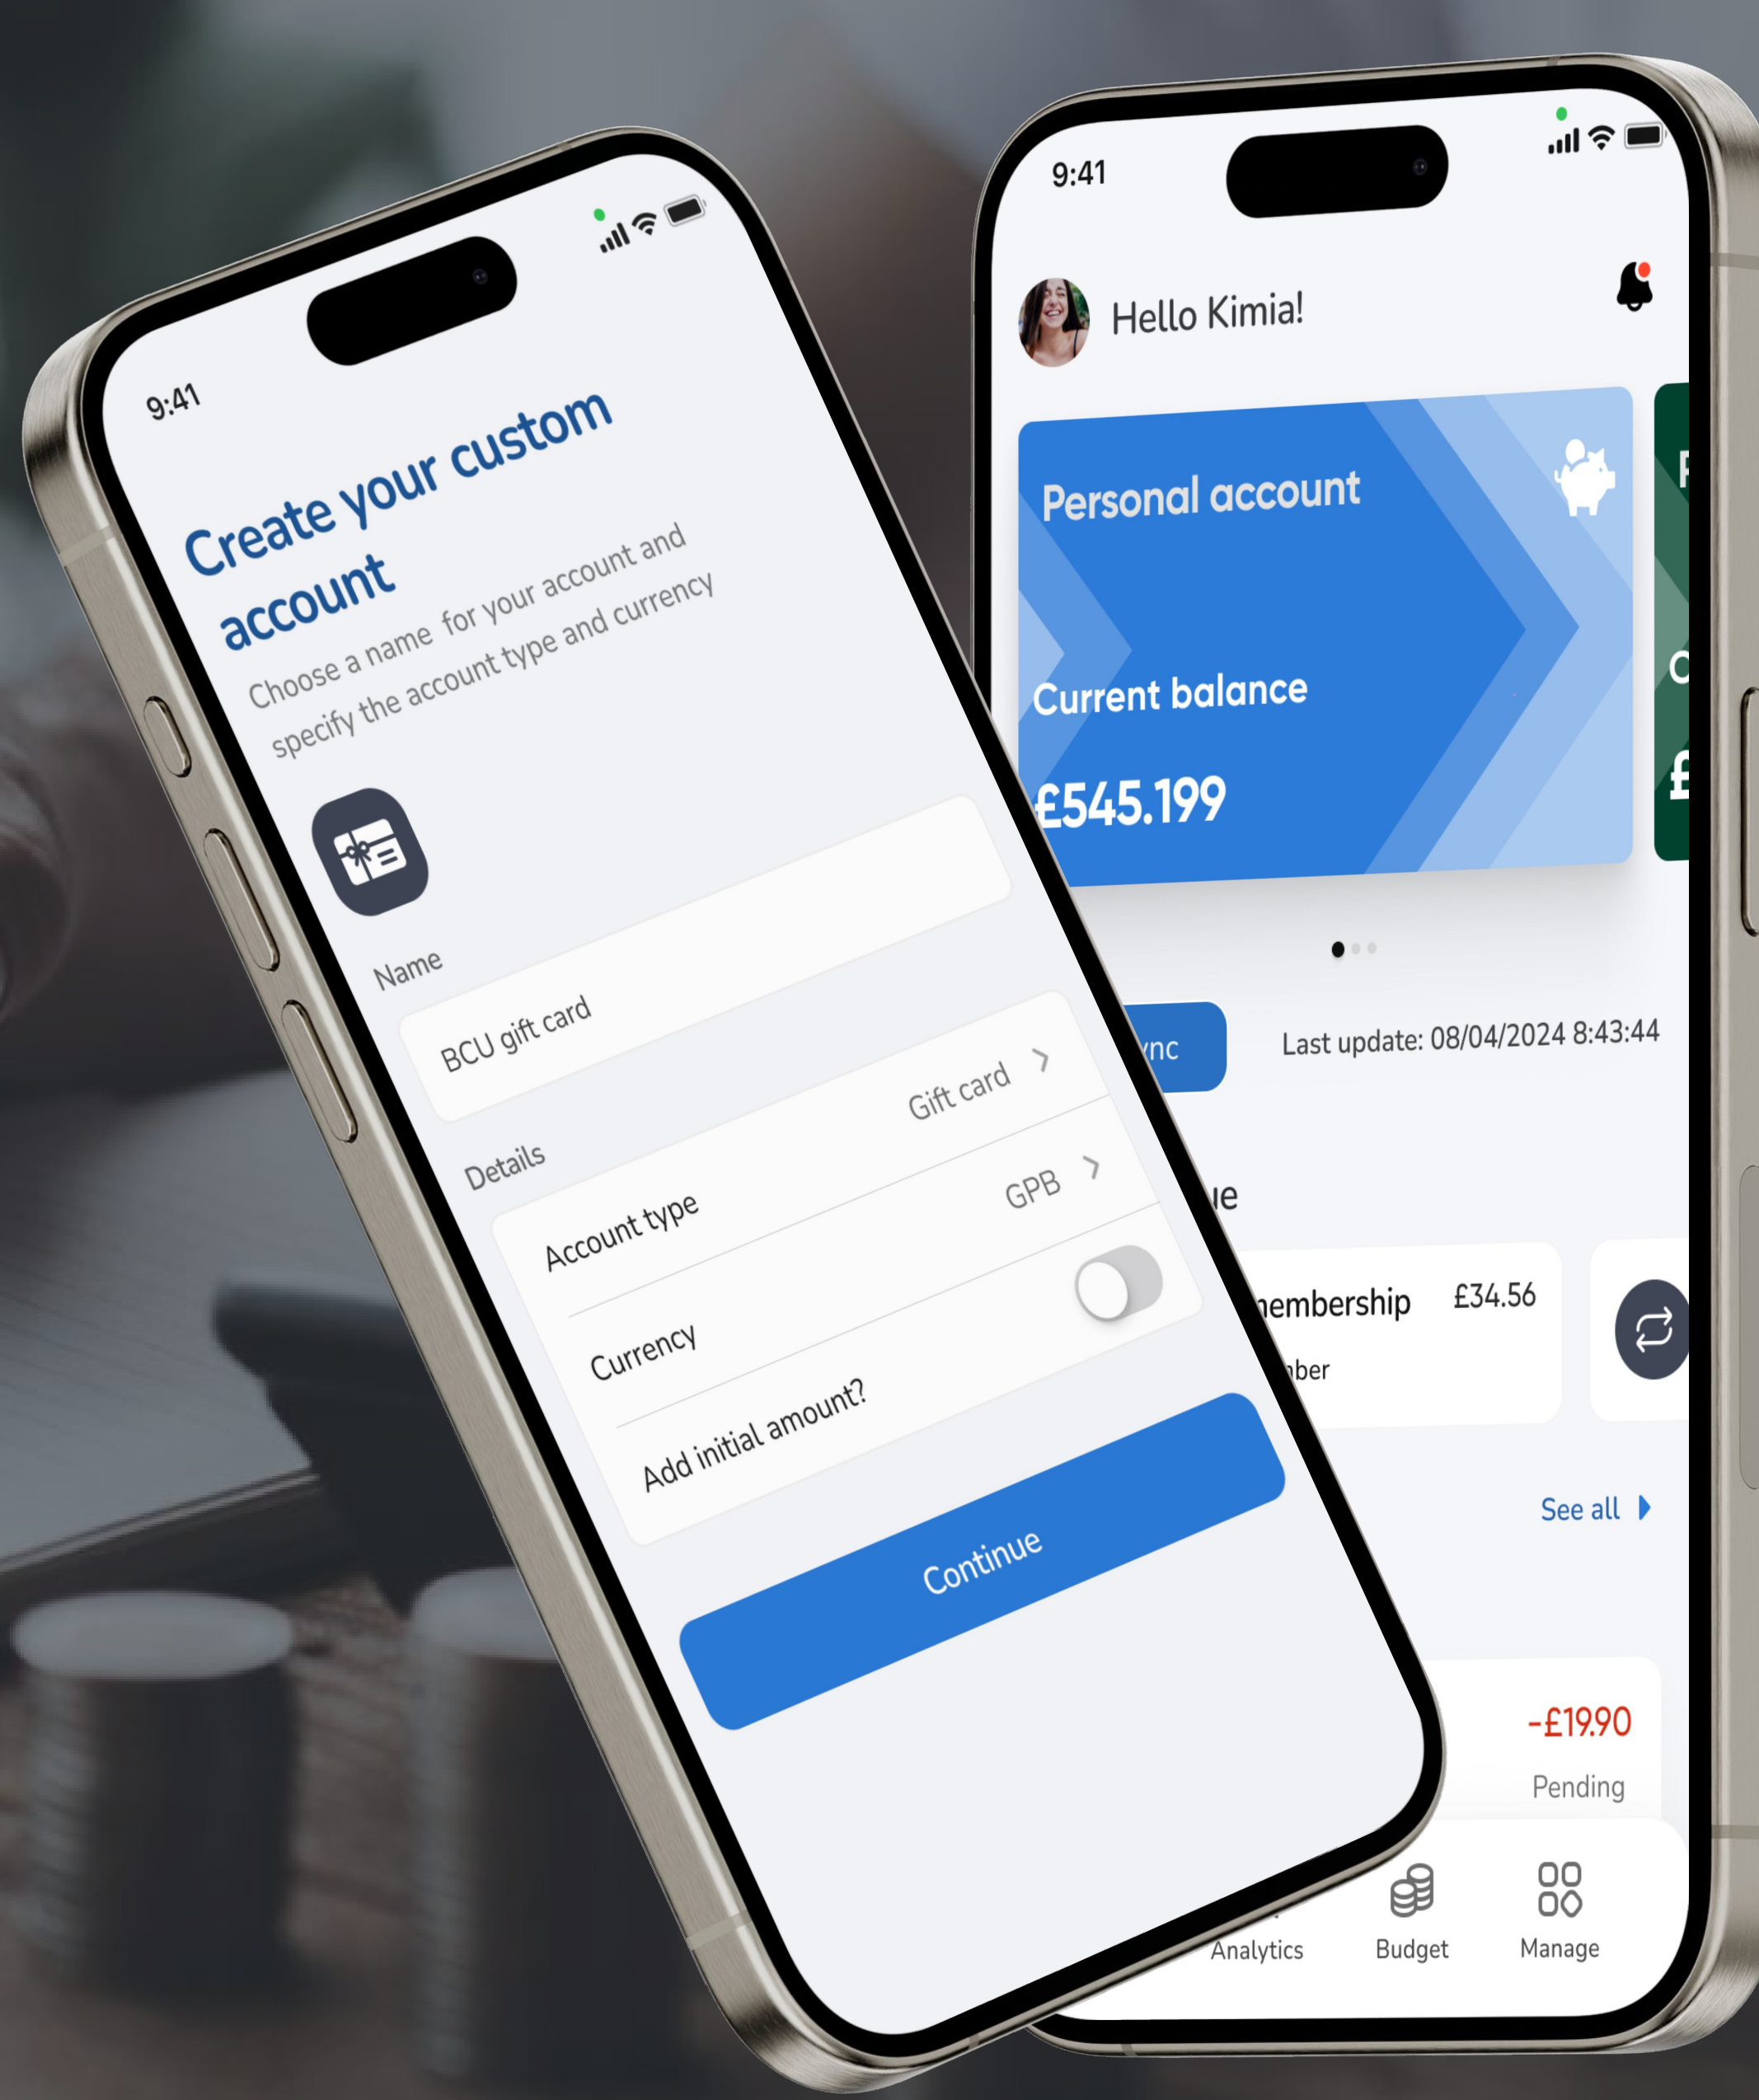 9:41
Create your custom
account
Choose a name for your account and
specify the account type and currency
Name
BCU gift card
Details
Account type Gift card
Currency GPB
Add initial amount?
Continue
9:41
Hello Kimia!
Personal account
Current balance
£545.199
£
Last update: 08/04/2024 8:43:44
£34.56
See all
-£19.90
Pending
Analytics
Budget
Manage